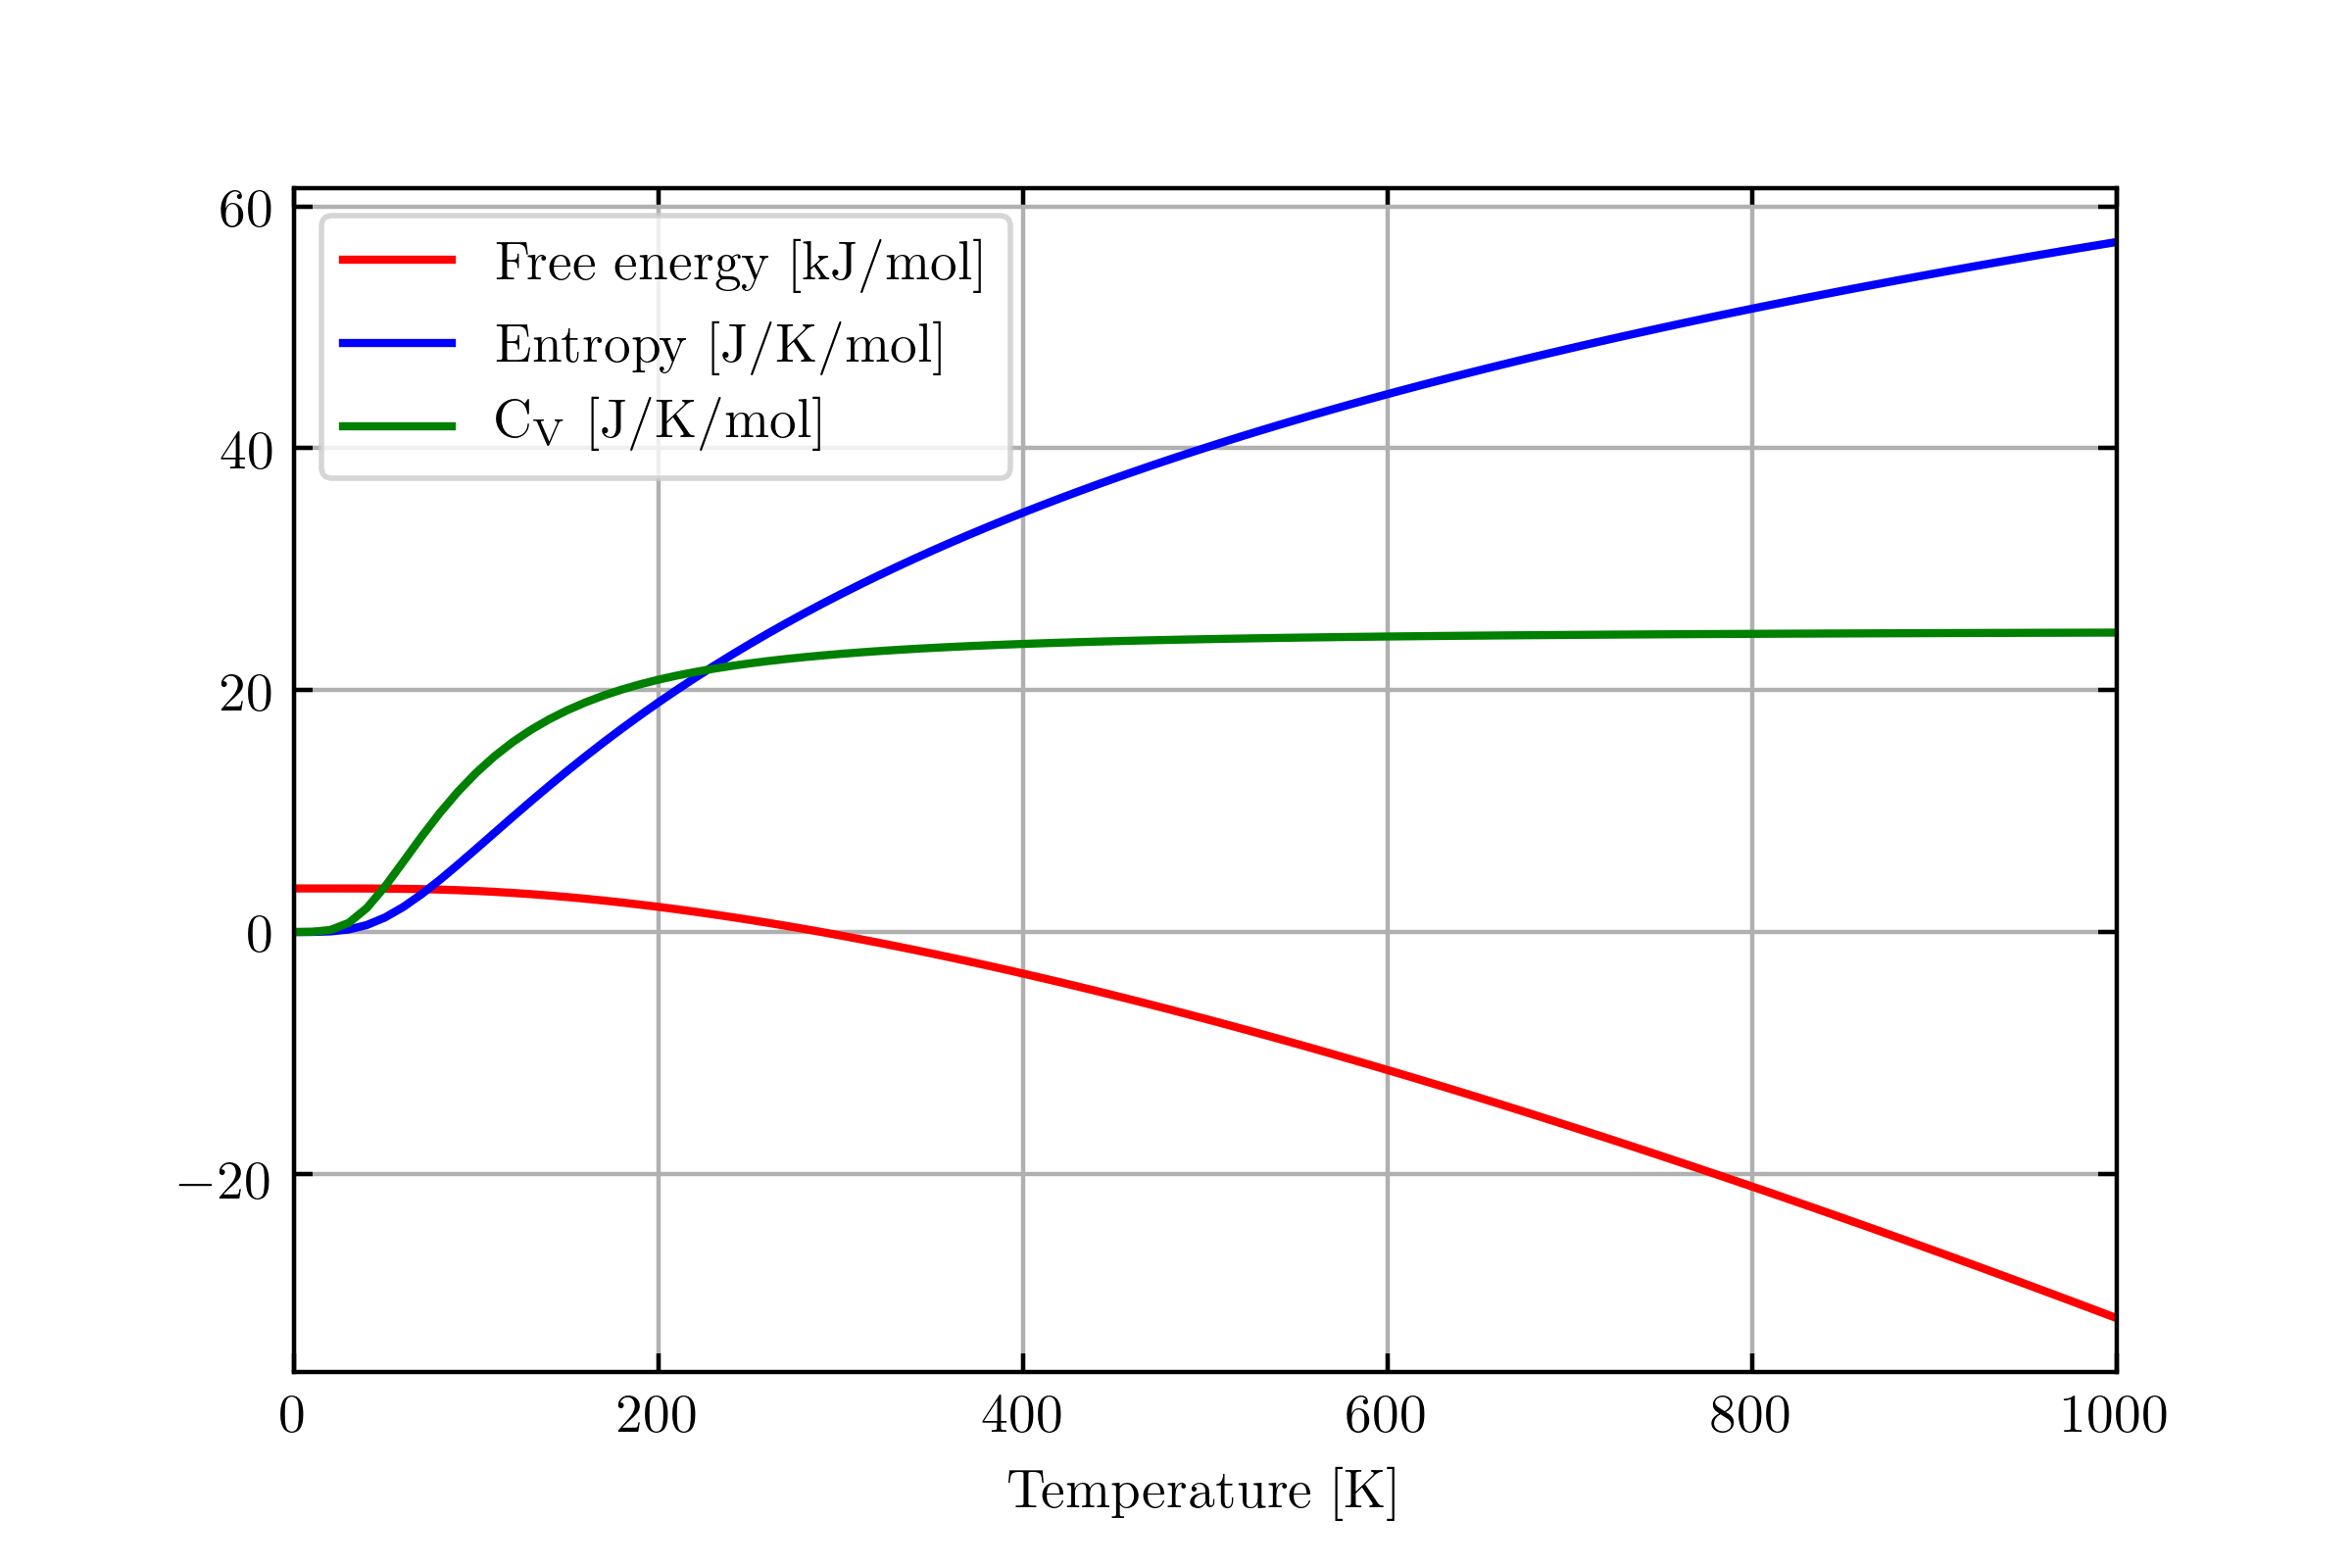 60
40
20
0
−20
Free energy [kJ/mol]
Entropy [J/K/mol]
C_V [J/K/mol]
0 200 400 600 800 1000
Temperature [K]